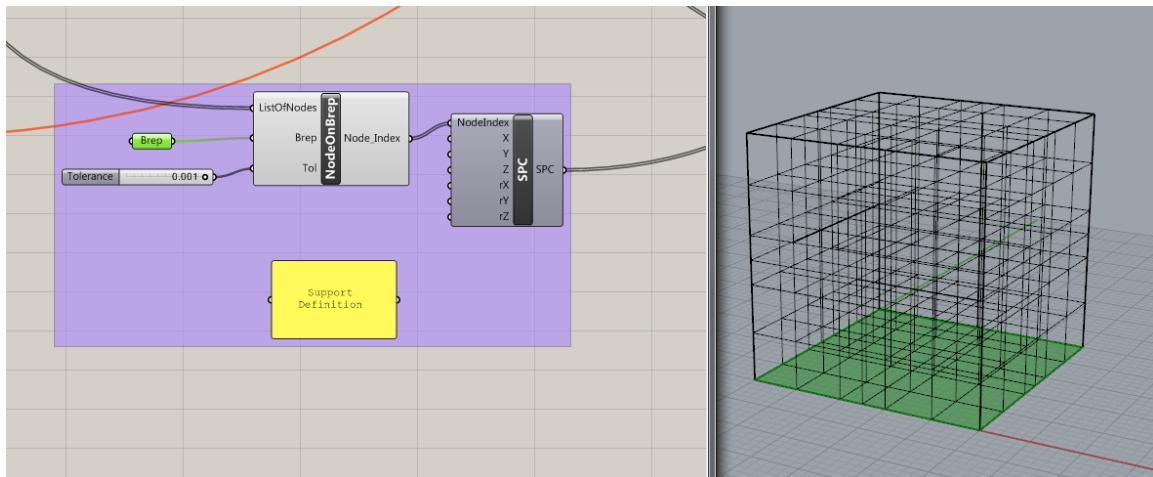 ListOfNodes
Brep
Tol
NodeOnBrep
Node_Index
Brep
Tolerance
0.001
NodeIndex
X
Y
Z
rX
rY
rZ
SPC
SPC
Support
Definition